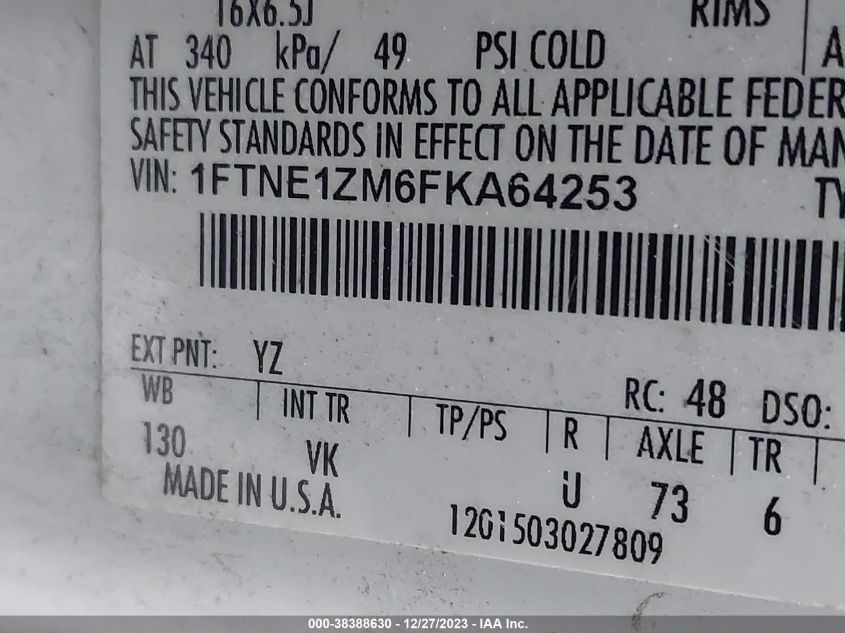 16X6.5J RIMS
AT 340 kPa/ 49 PSI COLD A
THIS VEHICLE CONFORMS TO ALL APPLICABLE FEDER
SAFETY STANDARDS IN EFFECT ON THE DATE OF MAN
VIN: 1FTNE1ZM6FKA64253 TY
EXT PNT: YZ RC: 48 DSO:
WB INT TR TP/PS R AXLE TR
130 VK U 73 6
MADE IN U.S.A. 12G1503027809
000-38388630 - 12/27/2023 - IAA Inc.